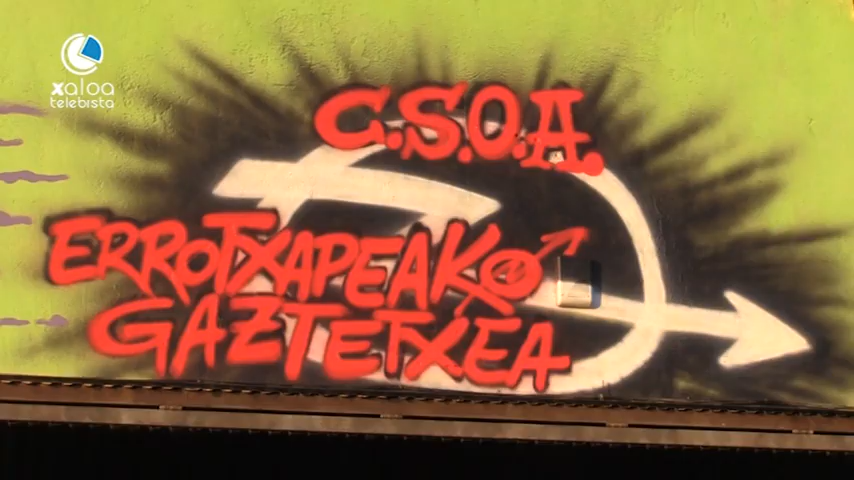 xaloa
telebista
C.S.O.A.
ERROTXAPEAKO
GAZTETXEA